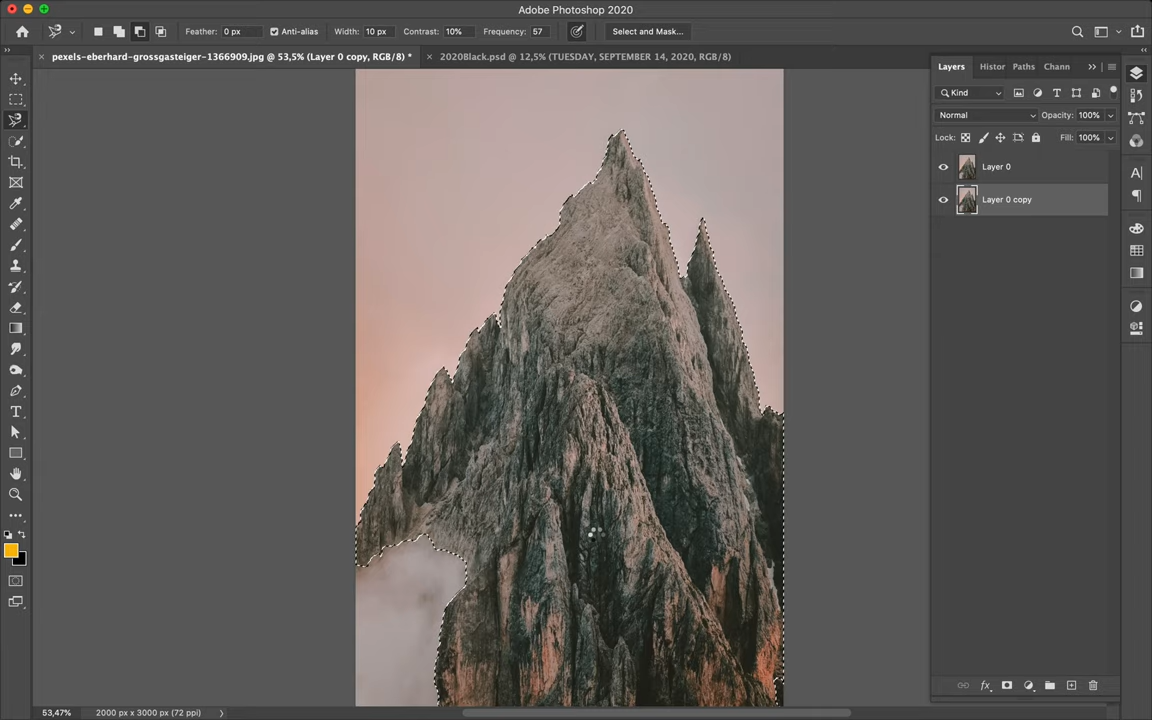 Adobe Photoshop 2020
Feather: 0 px Anti-alias Width: 10 px Contrast: 10% Frequency: 57 Select and Mask...
pexels-eberhard-grossgasteiger-1366909.jpg @ 53,5% (Layer 0 copy, RGB/8) *
2020Black.psd @ 12,5% (TUESDAY, SEPTEMBER 14, 2020, RGB/8)
Layers Histor Paths Chann
Kind
Normal Opacity: 100%
Lock: Fill: 100%
Layer 0
Layer 0 copy
53,47% 2000 px x 3000 px (72 ppi)